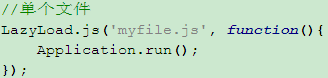 //单个文件
LazyLoad.js('myfile.js', function(){
    Application.run();
});